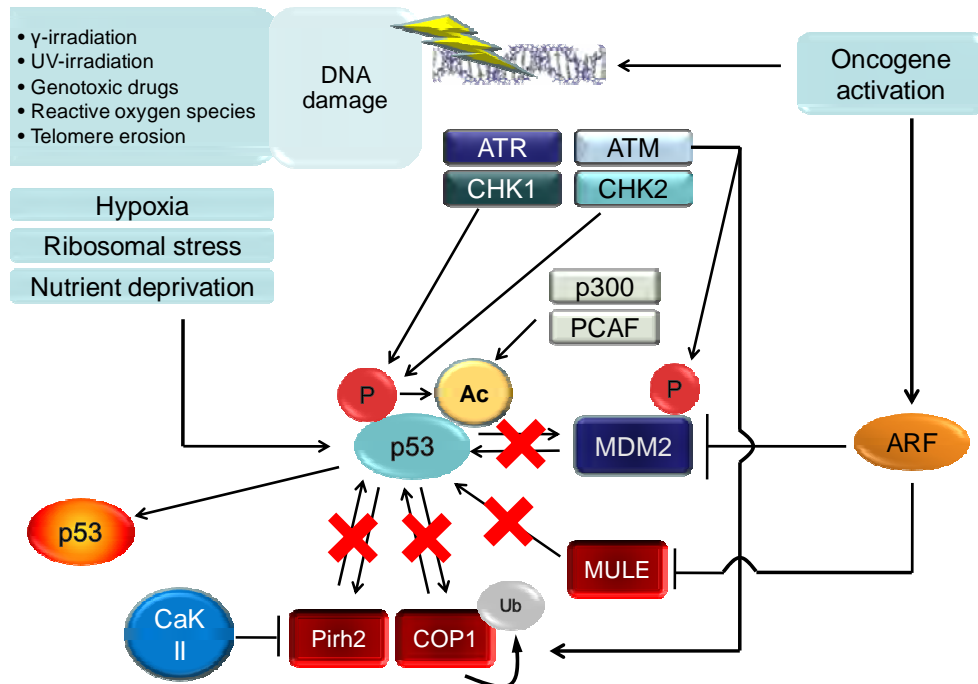 • γ-irradiation
• UV-irradiation
• Genotoxic drugs
• Reactive oxygen species
• Telomere erosion
DNA
damage
Oncogene
activation
ATR
ATM
CHK1
CHK2
Hypoxia
Ribosomal stress
Nutrient deprivation
p300
PCAF
P
Ac
P
p53
MDM2
ARF
p53
MULE
CaK
II
Pirh2
COP1
Ub